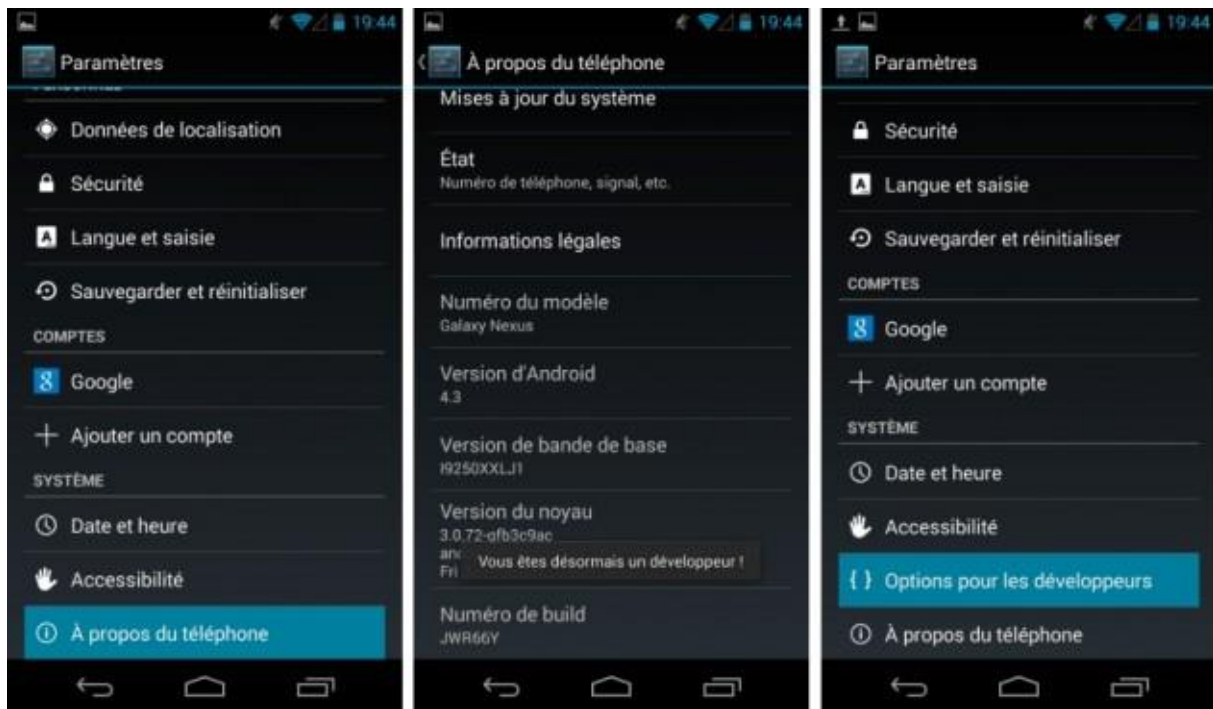 19:44
Paramètres
Données de localisation
Sécurité
Langue et saisie
Sauvegarder et réinitialiser
COMPTES
Google
Ajouter un compte
SYSTÈME
Date et heure
Accessibilité
À propos du téléphone
19:44
À propos du téléphone
Mises à jour du système
État
Numéro de téléphone, signal, etc.
Informations légales
Numéro du modèle
Galaxy Nexus
Version d'Android
4.3
Version de bande de base
I9250XXLJ1
Version du noyau
3.0.72-gfb3c9ac
Fri
Vous êtes désormais un développeur !
Numéro de build
JWR66Y
19:44
Paramètres
Sécurité
Langue et saisie
Sauvegarder et réinitialiser
COMPTES
Google
Ajouter un compte
SYSTÈME
Date et heure
Accessibilité
{ } Options pour les développeurs
À propos du téléphone